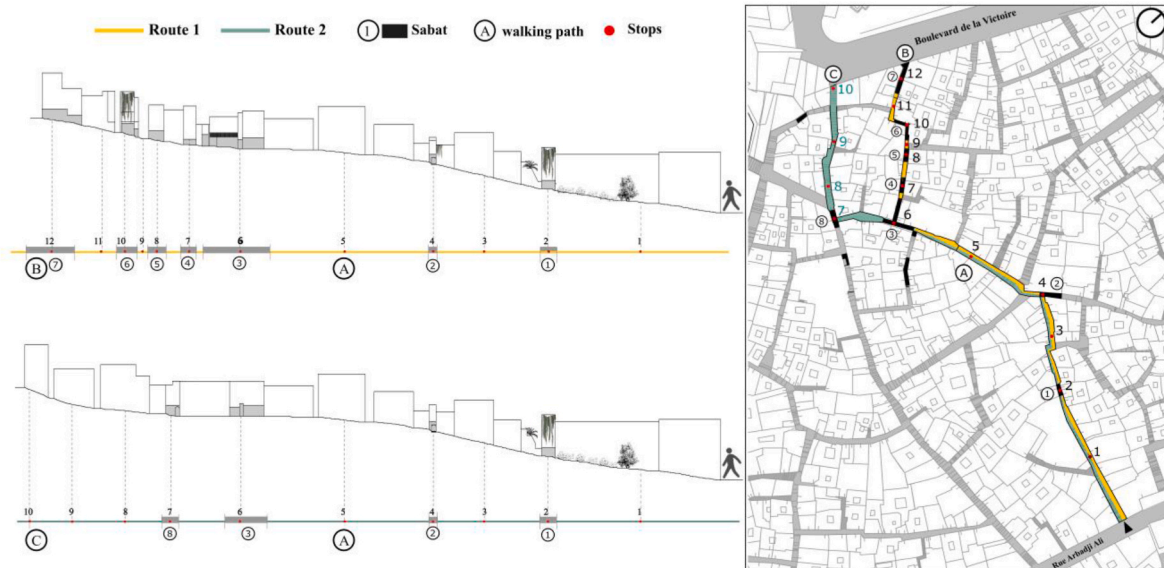 Route 1 Route 2 1 Sabat A walking path Stops
12 11 10 9 8 7 6 5 4 3 2 1
B 7 6 5 4 3 A 2 1
10 9 8 7 6 5 4 3 2 1
C 8 3 A 2 1
Boulevard de la Victoire
B
C
7 12
10
11
10
6
9
9
5 8
8
4 7
7
6
8
3
5
A
4 2
3
2
1
1
Rue Arbadji Ali